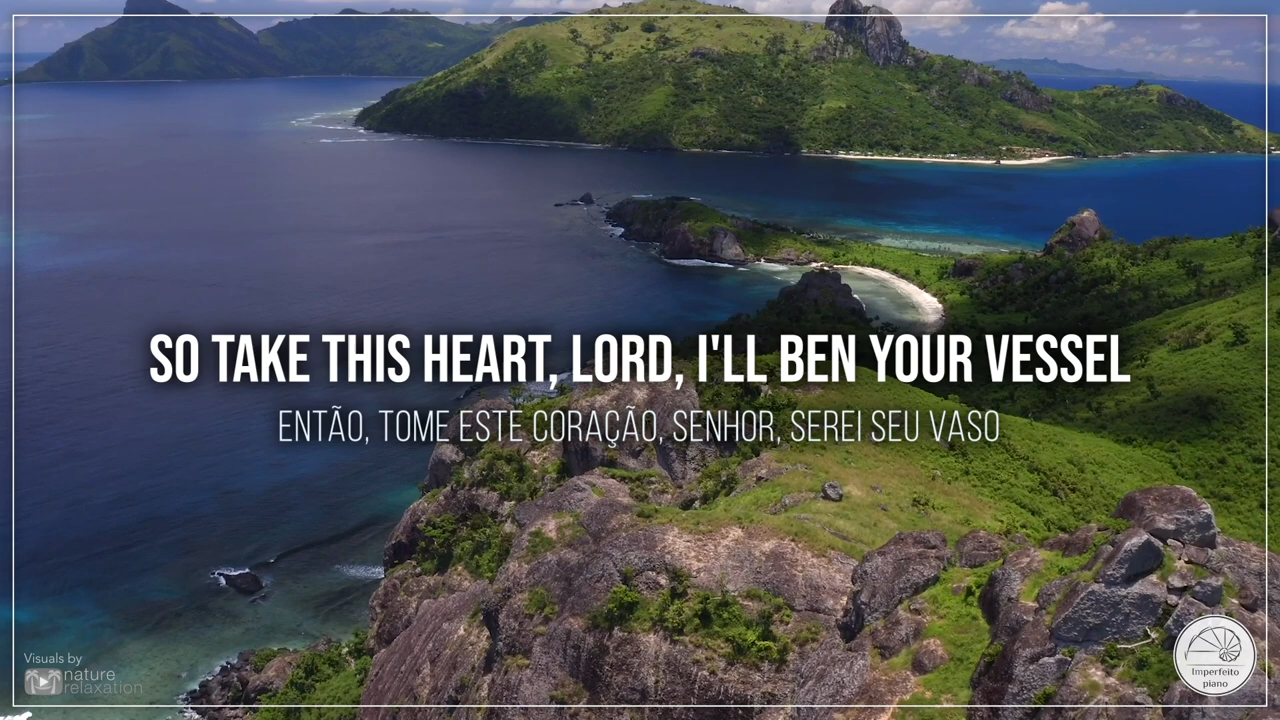 SO TAKE THIS HEART, LORD, I'LL BEN YOUR VESSEL
ENTÃO, TOME ESTE CORAÇÃO, SENHOR, SEREI SEU VASO
Visuals by
nature
relaxation
Imperfeito
piano